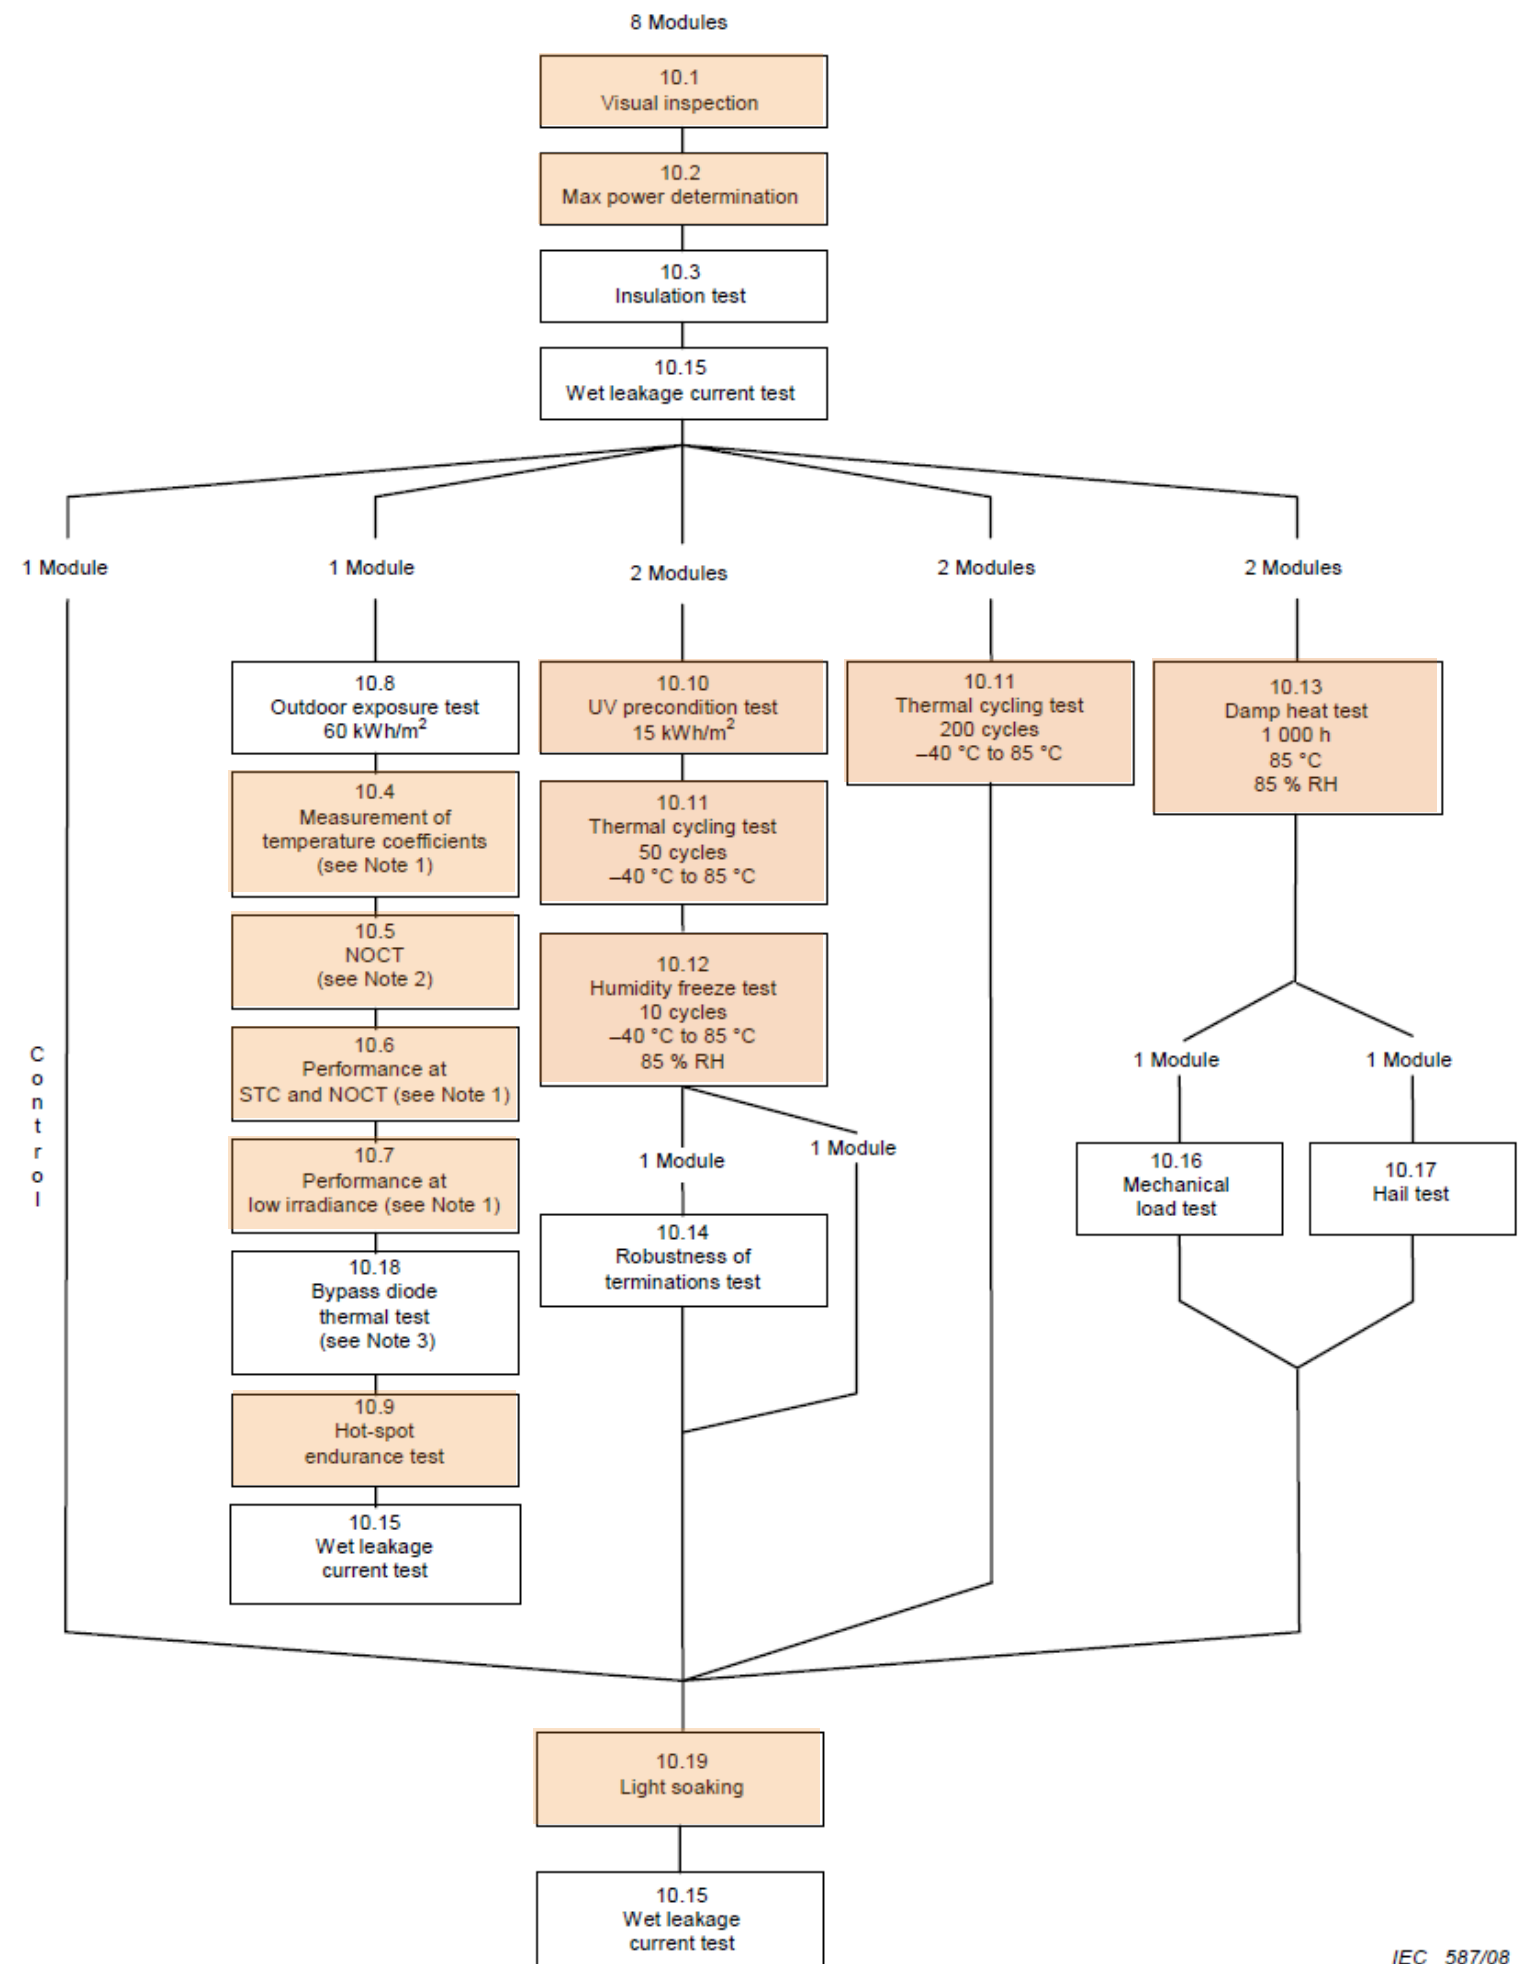 8 Modules
10.1
Visual inspection
10.2
Max power determination
10.3
Insulation test
10.15
Wet leakage current test
1 Module
1 Module
2 Modules
2 Modules
2 Modules
Control
10.8
Outdoor exposure test
60 kWh/m²
10.4
Measurement of
temperature coefficients
(see Note 1)
10.5
NOCT
(see Note 2)
10.6
Performance at
STC and NOCT (see Note 1)
10.7
Performance at
low irradiance (see Note 1)
10.18
Bypass diode
thermal test
(see Note 3)
10.9
Hot-spot
endurance test
10.15
Wet leakage
current test
10.10
UV precondition test
15 kWh/m²
10.11
Thermal cycling test
50 cycles
–40 °C to 85 °C
10.12
Humidity freeze test
10 cycles
–40 °C to 85 °C
85 % RH
1 Module
1 Module
10.14
Robustness of
terminations test
10.11
Thermal cycling test
200 cycles
–40 °C to 85 °C
10.13
Damp heat test
1 000 h
85 °C
85 % RH
1 Module
1 Module
10.16
Mechanical
load test
10.17
Hail test
10.19
Light soaking
10.15
Wet leakage
current test
IEC 587/08